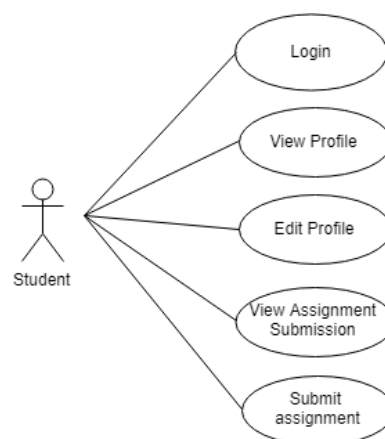 Login
View Profile
Edit Profile
Student
View Assignment
Submission
Submit
assignment